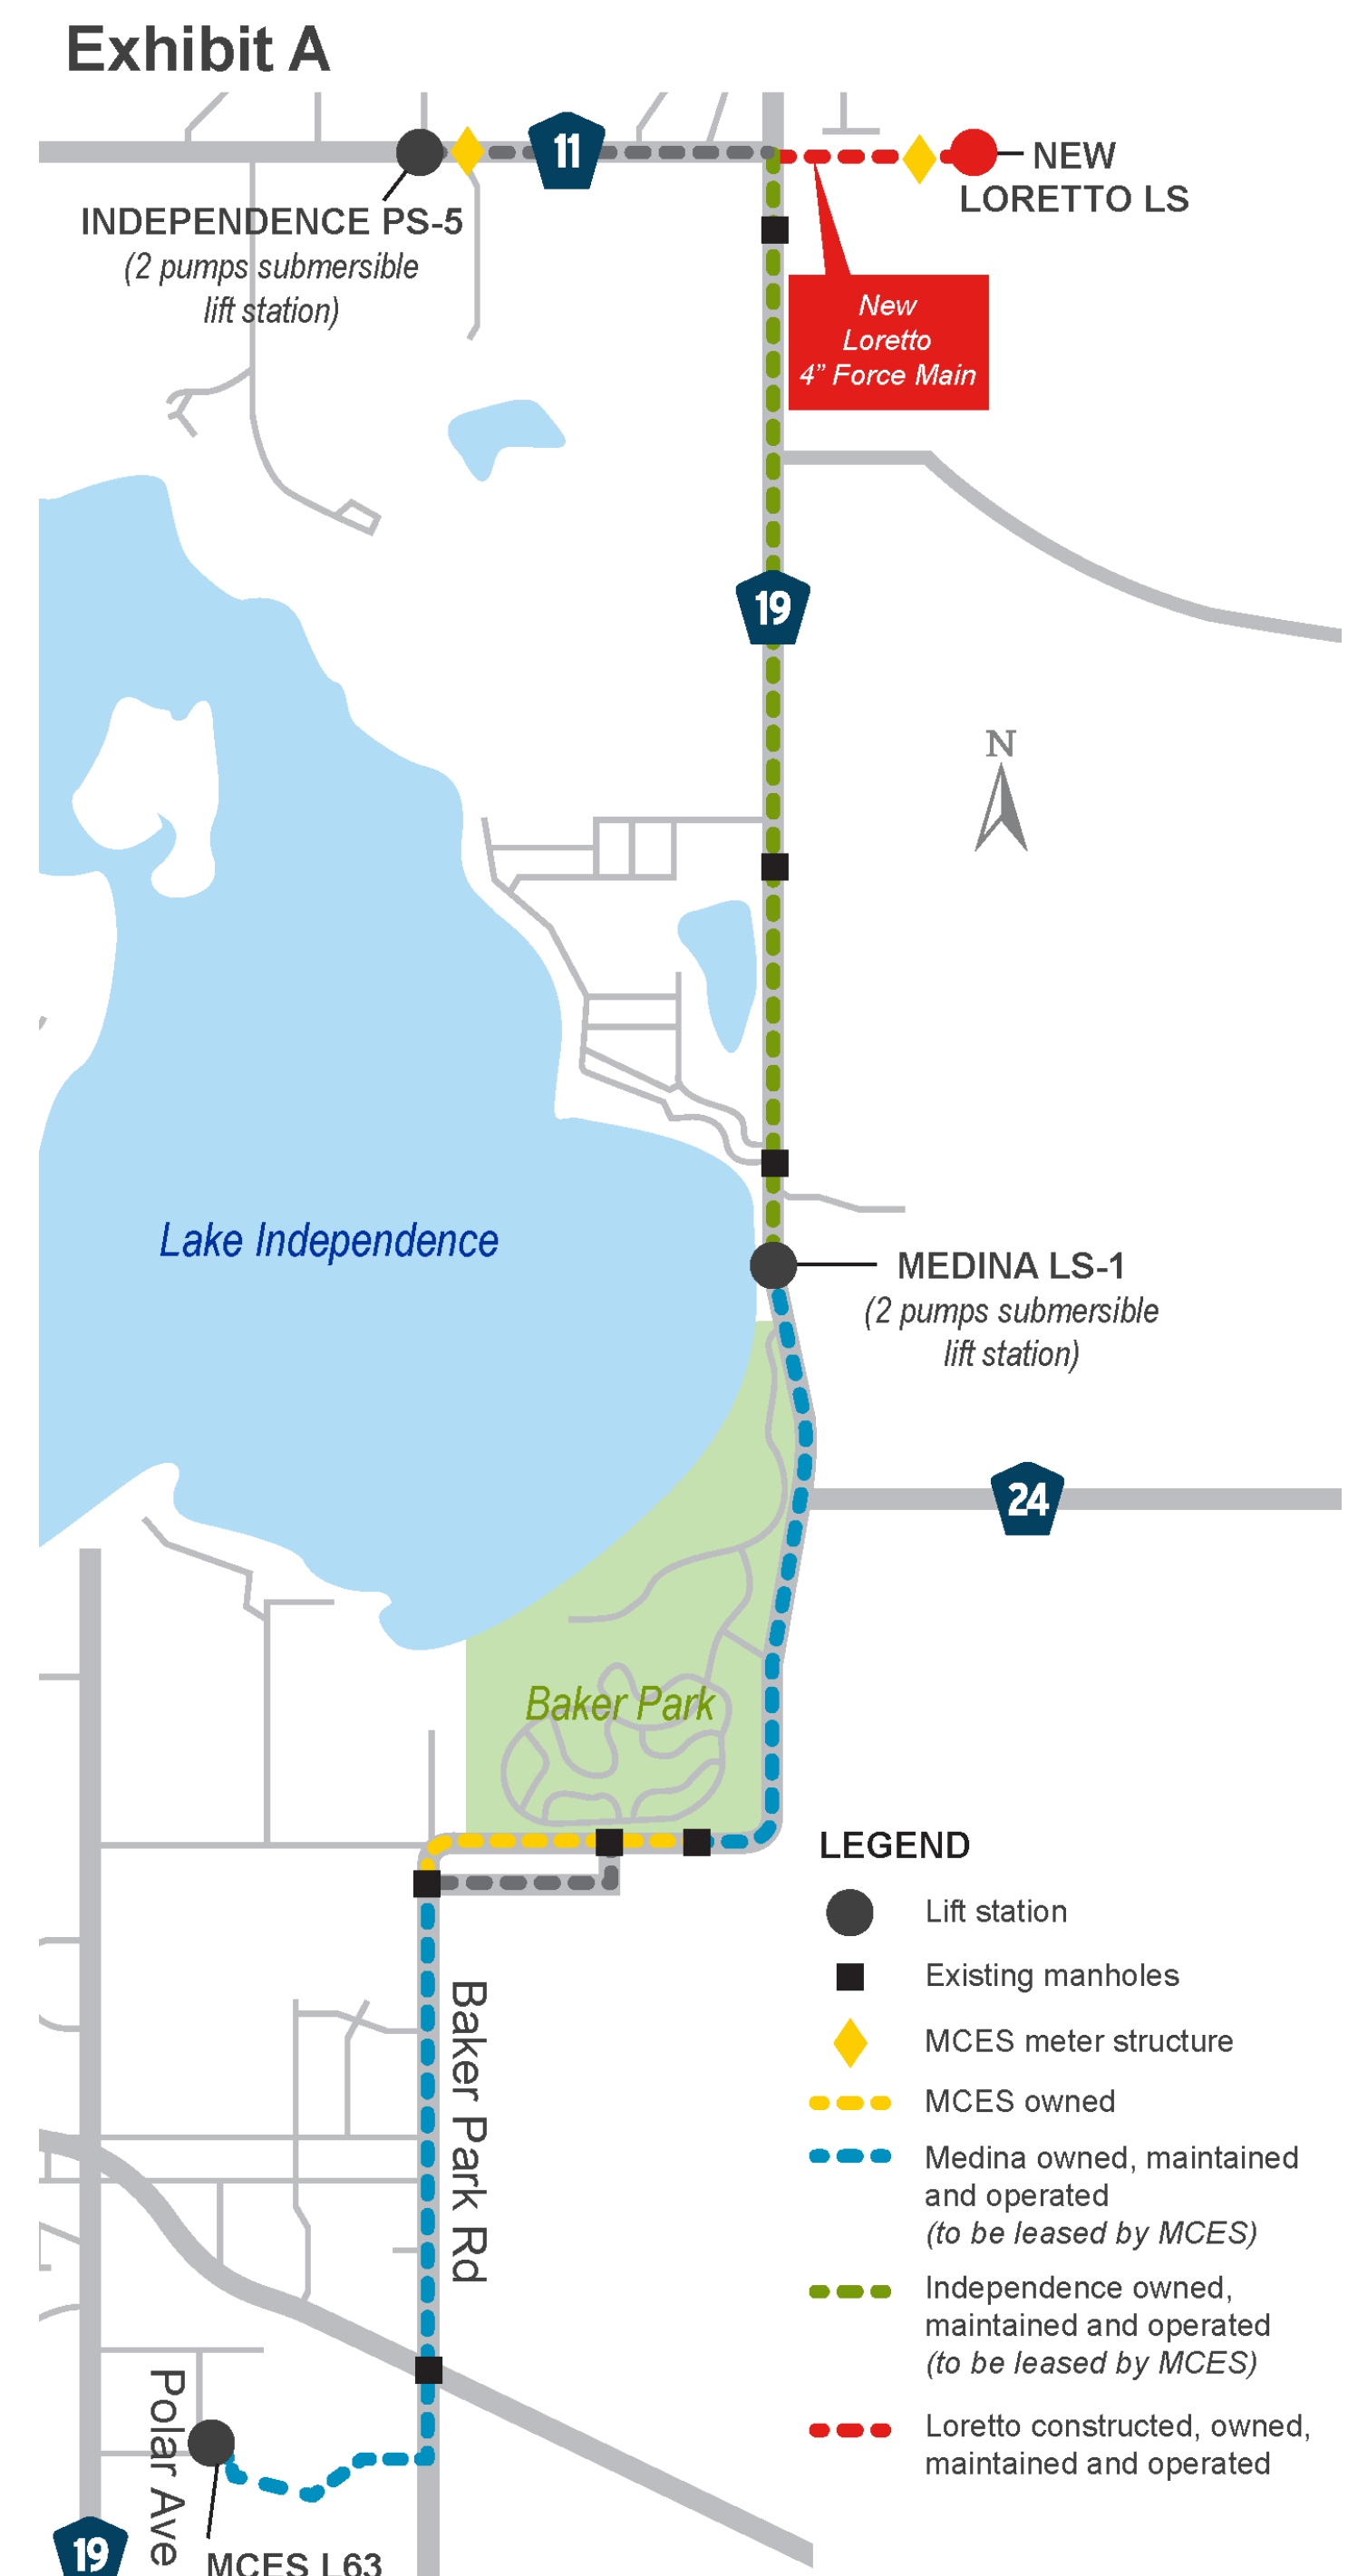 Exhibit A
11
NEW
LORETTO LS
INDEPENDENCE PS-5
(2 pumps submersible
lift station)
New
Loretto
4” Force Main
19
N
Lake Independence
MEDINA LS-1
(2 pumps submersible
lift station)
24
Baker Park
LEGEND
Lift station
Existing manholes
MCES meter structure
MCES owned
Medina owned, maintained
and operated
(to be leased by MCES)
Independence owned,
maintained and operated
(to be leased by MCES)
Loretto constructed, owned,
maintained and operated
Baker Park Rd
Polar Ave
19
MCES L63